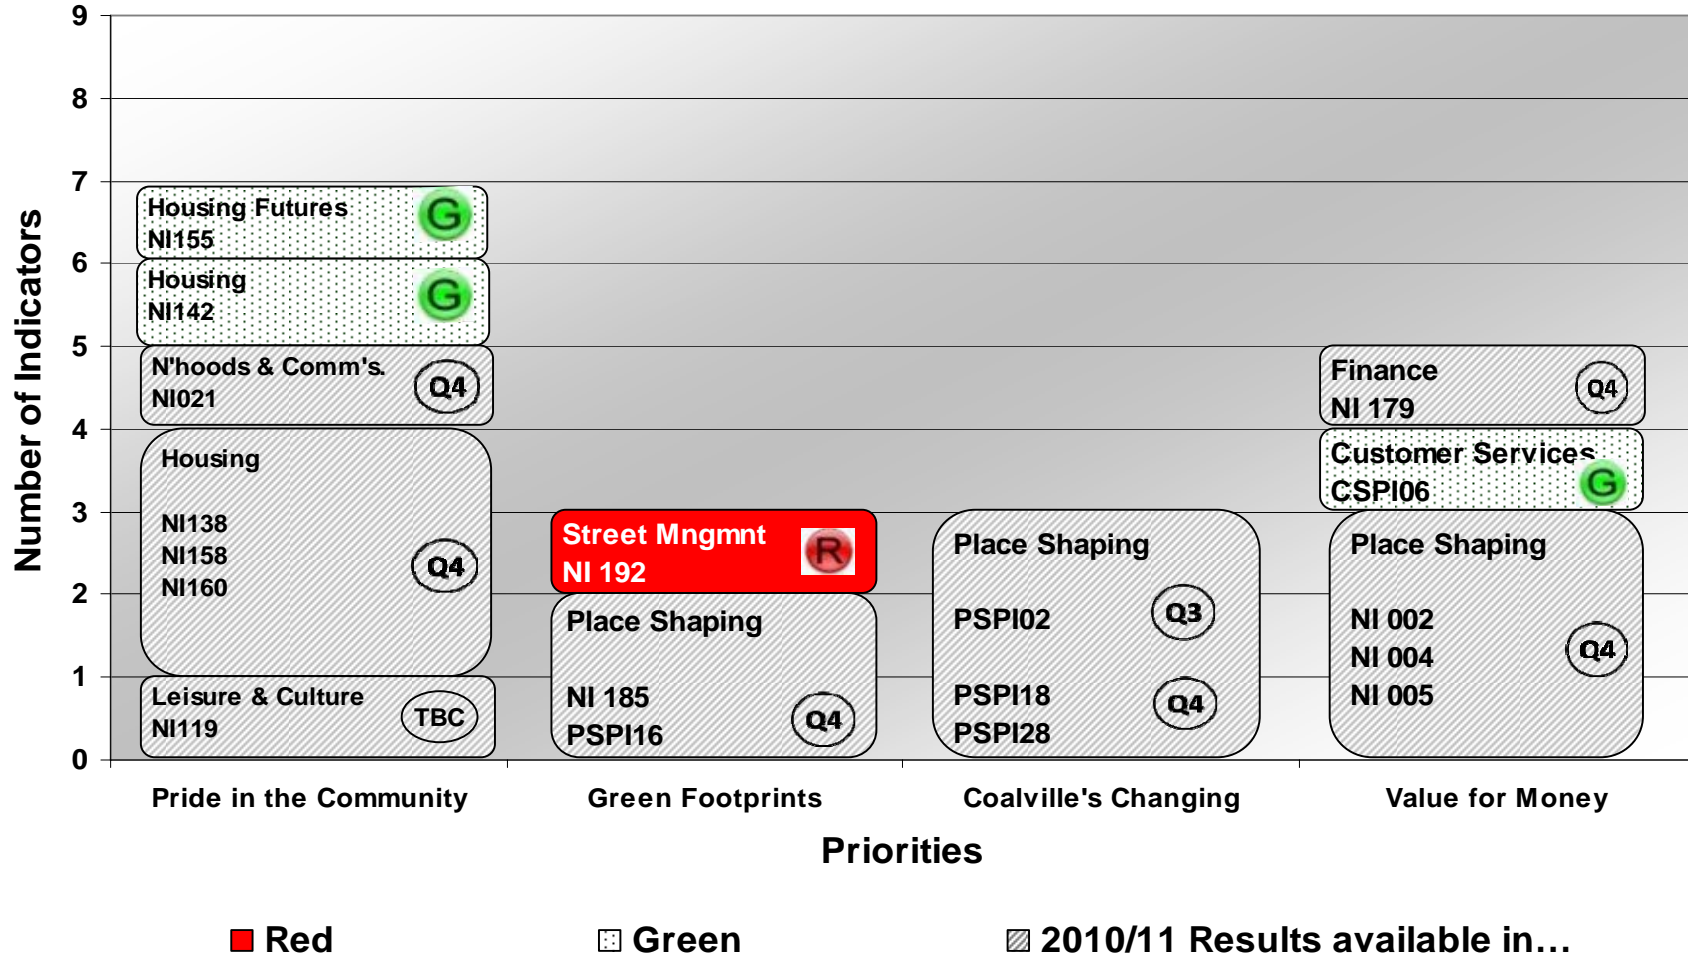 Number of Indicators
9
8
7
6
5
4
3
2
1
0
Housing Futures
NI155
G
Housing
NI142
G
N'hoods & Comm's.
NI021
Q4
Housing
NI138
NI158
NI160
Q4
Leisure & Culture
NI119
TBC
Street Mngmnt
NI 192
R
Place Shaping
NI 185
PSPI16
Q4
Place Shaping
PSPI02
Q3
PSPI18
PSPI28
Q4
Finance
NI 179
Q4
Customer Services
CSPI06
G
Place Shaping
NI 002
NI 004
NI 005
Q4
Pride in the Community
Green Footprints
Coalville's Changing
Value for Money
Priorities
Red
Green
2010/11 Results available in...